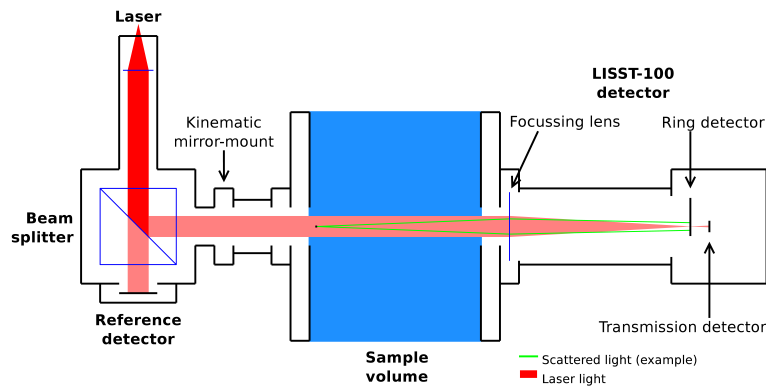 Laser
LISST-100
detector
Kinematic
mirror-mount
Focussing lens
Ring detector
Beam
splitter
Reference
detector
Transmission detector
Sample
volume
Scattered light (example)
Laser light